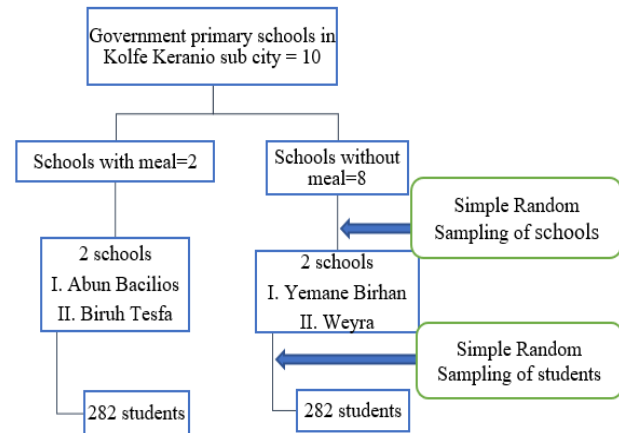 Government primary schools in
Kolfe Keranio sub city = 10
Schools with meal=2
Schools without
meal=8
Simple Random
Sampling of schools
2 schools
I. Abun Bacilios
II. Biruh Tesfa
2 schools
I. Yemane Birhan
II. Weyra
Simple Random
Sampling of students
282 students
282 students